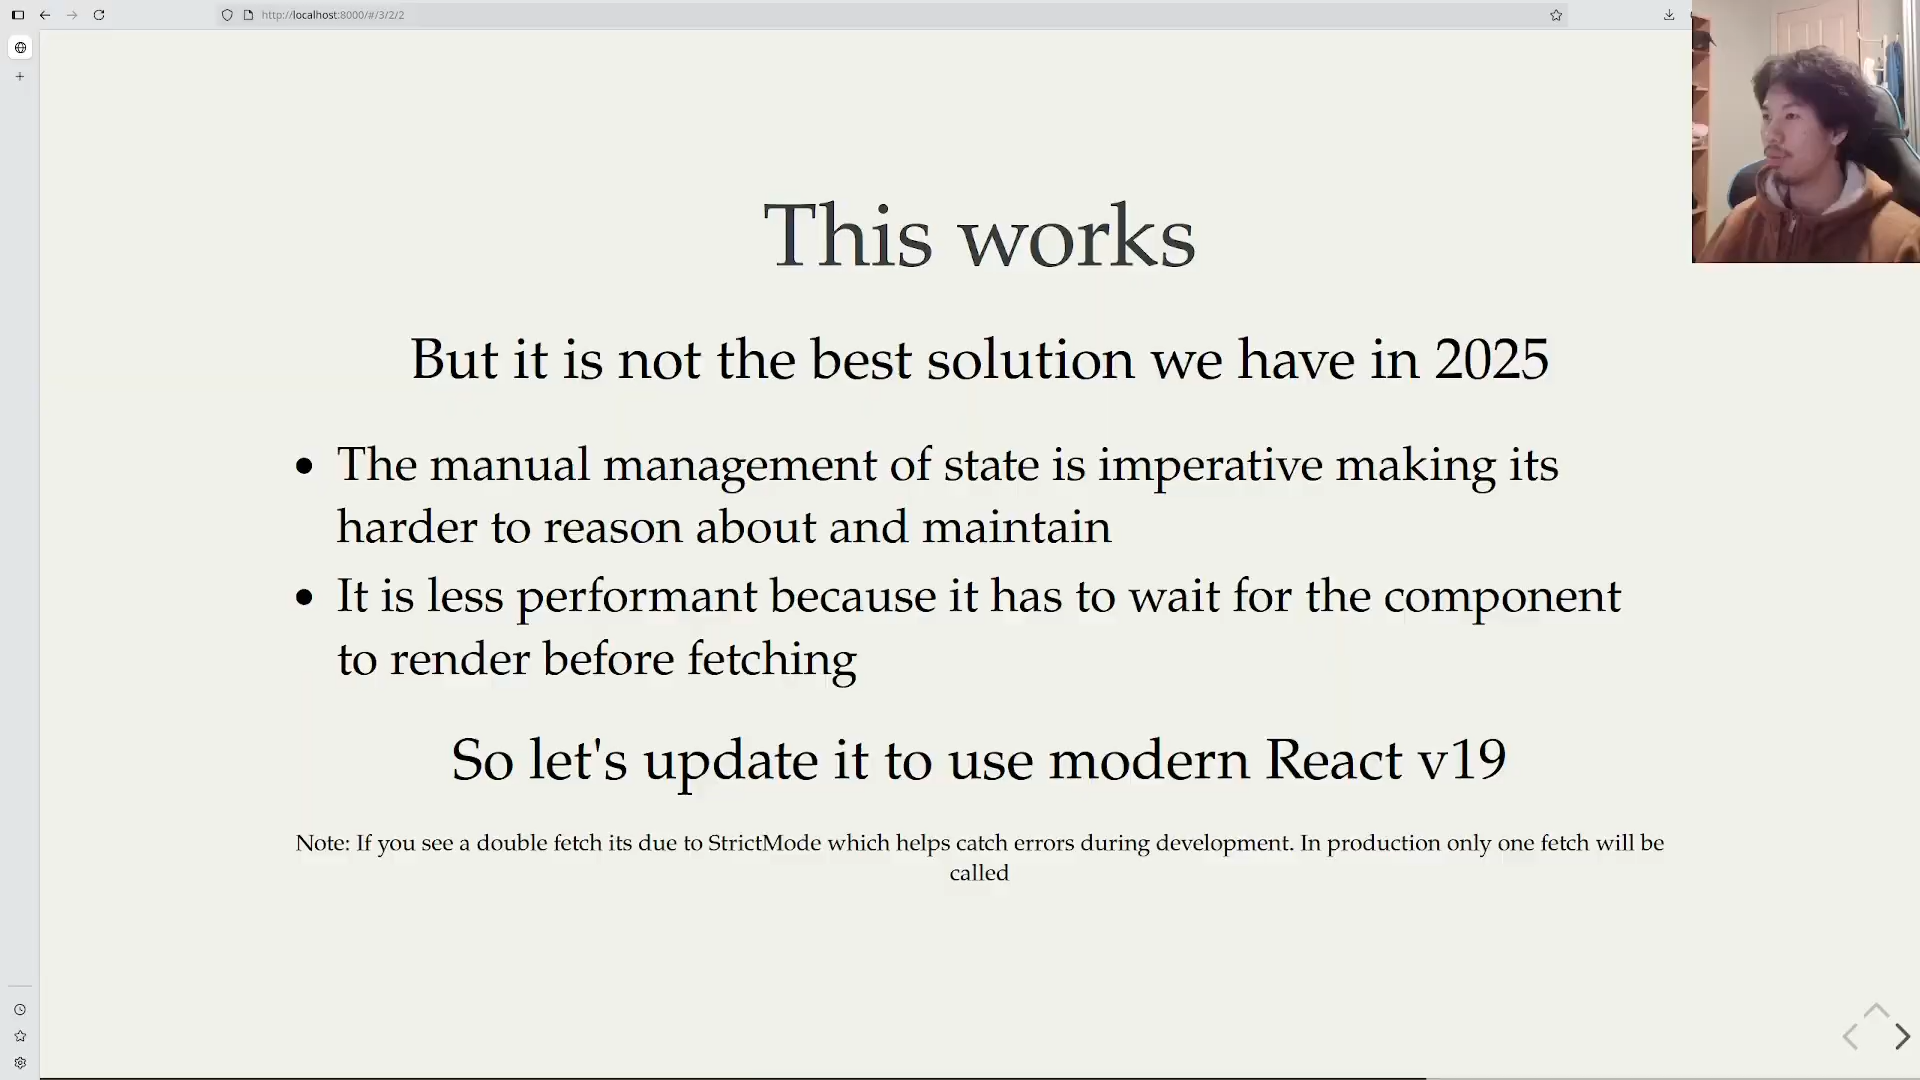 http://localhost:8000/#/3/2/2
This works
But it is not the best solution we have in 2025
• The manual management of state is imperative making its
harder to reason about and maintain
• It is less performant because it has to wait for the component
to render before fetching
So let's update it to use modern React v19
Note: If you see a double fetch its due to StrictMode which helps catch errors during development. In production only one fetch will be
called